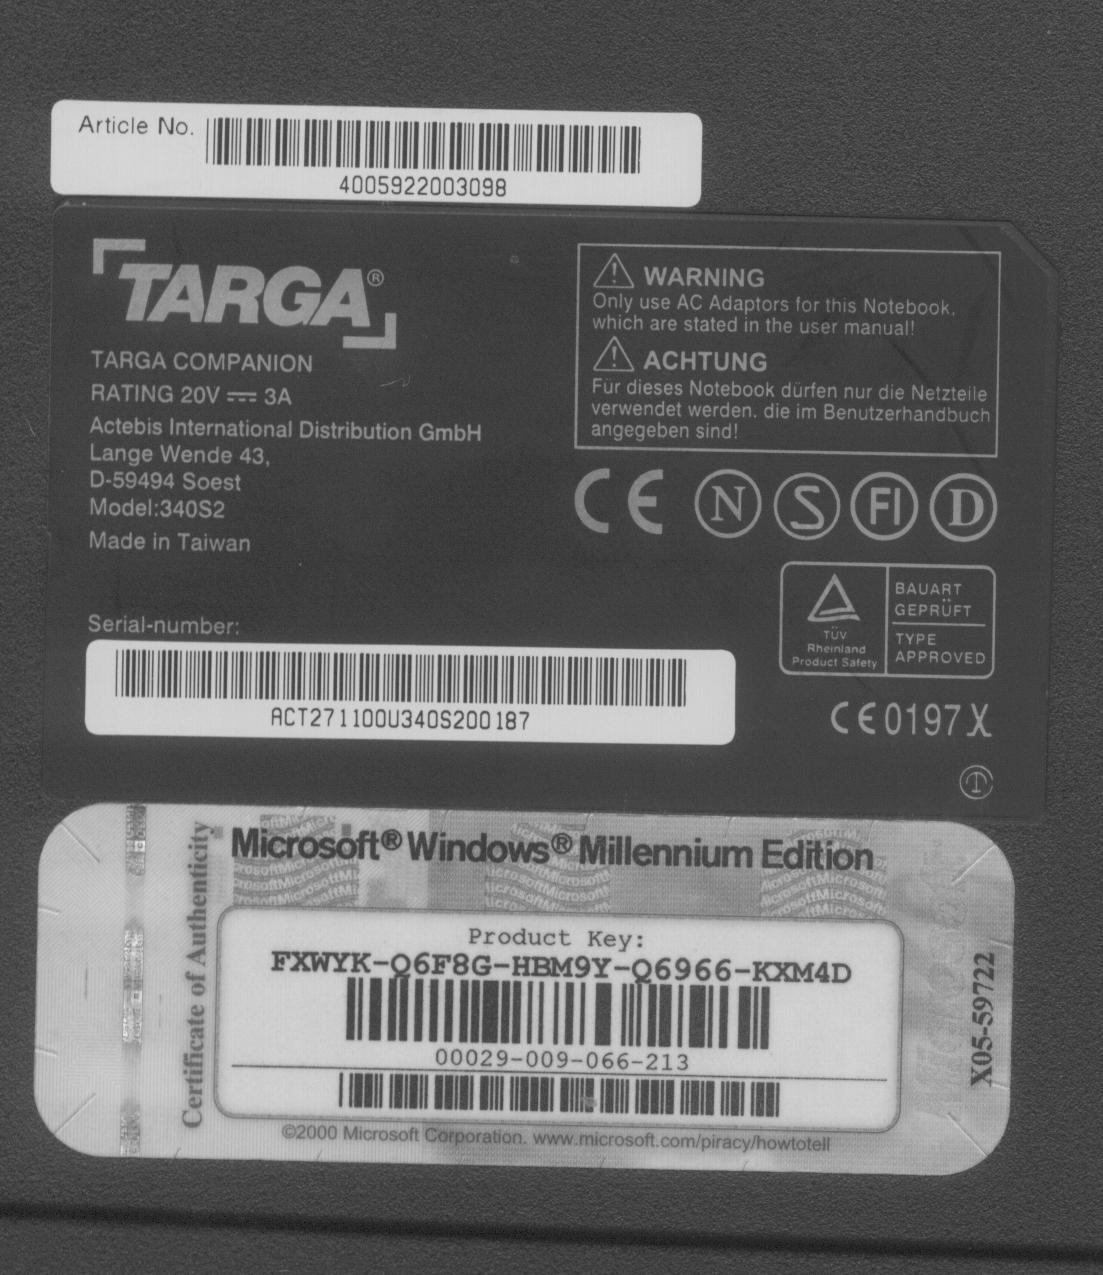 Article No.
4005922003098
TARGA®
TARGA COMPANION
RATING 20V ⎓ 3A
Actebis International Distribution GmbH
Lange Wende 43,
D-59494 Soest
Model:340S2
Made in Taiwan
WARNING
Only use AC Adaptors for this Notebook,
which are stated in the user manual!
ACHTUNG
Für dieses Notebook dürfen nur die Netzteile
verwendet werden. die im Benutzerhandbuch
angegeben sind!
CE N S FI D
TÜV
Rheinland
Product Safety
BAUART
GEPRÜFT
TYPE
APPROVED
Serial-number:
ACT271100U340S200187
CE0197X
Microsoft® Windows® Millennium Edition
Certificate of Authenticity
Product Key:
FXWYK-Q6F8G-HBM9Y-Q6966-KXM4D
00029-009-066-213
X05-59722
©2000 Microsoft Corporation. www.microsoft.com/piracy/howtotell